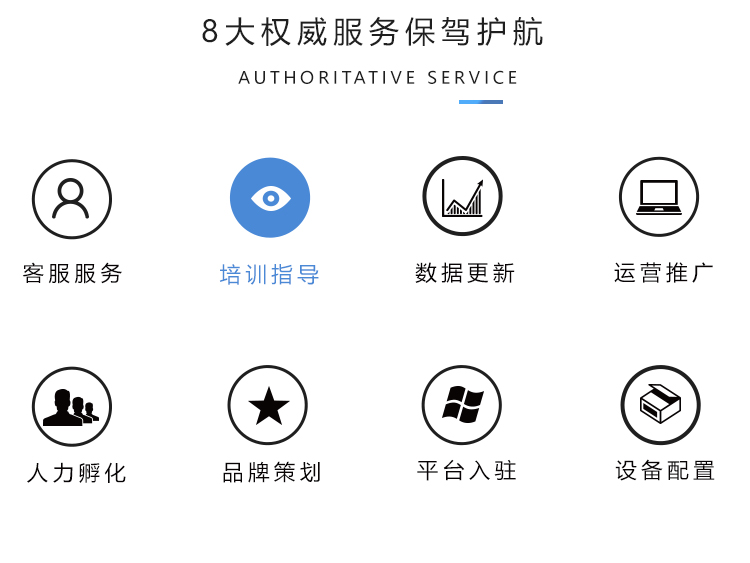 8大权威服务保驾护航
AUTHORITATIVE SERVICE
客服服务
培训指导
数据更新
运营推广
人力孵化
品牌策划
平台入驻
设备配置